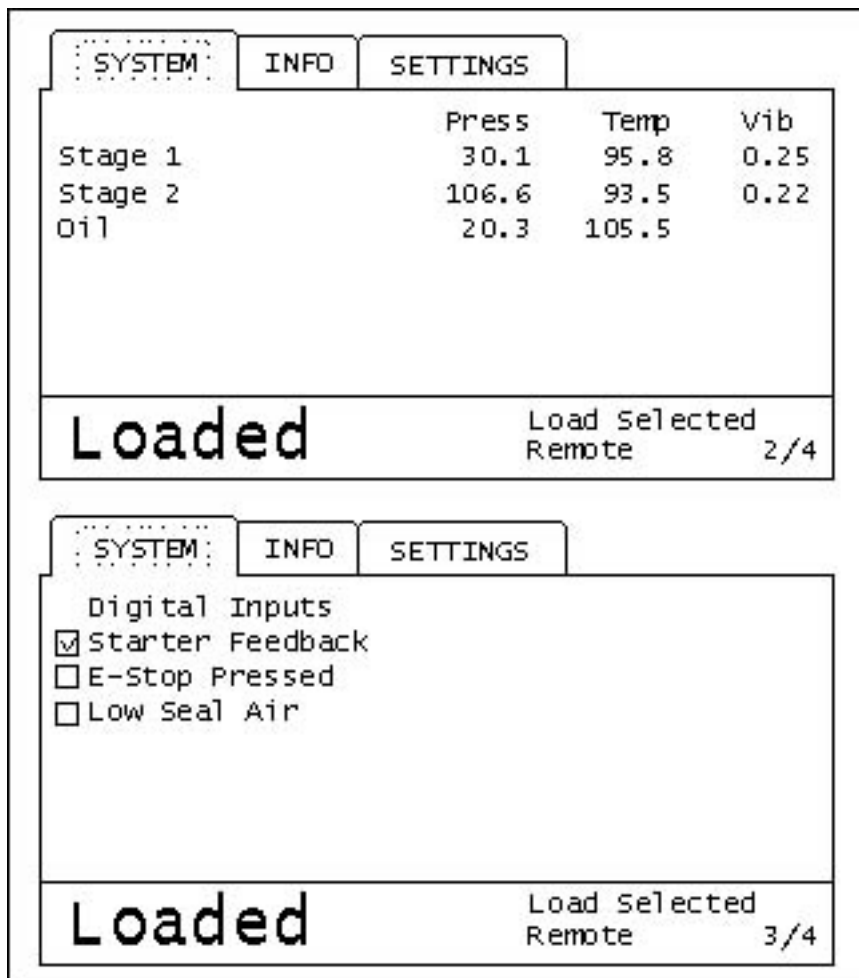 SYSTEM INFO SETTINGS
Press Temp Vib
Stage 1 30.1 95.8 0.25
Stage 2 106.6 93.5 0.22
Oil 20.3 105.5
Loaded
Load Selected
Remote 2/4
SYSTEM INFO SETTINGS
Digital Inputs
Starter Feedback
E-Stop Pressed
Low Seal Air
Loaded
Load Selected
Remote 3/4